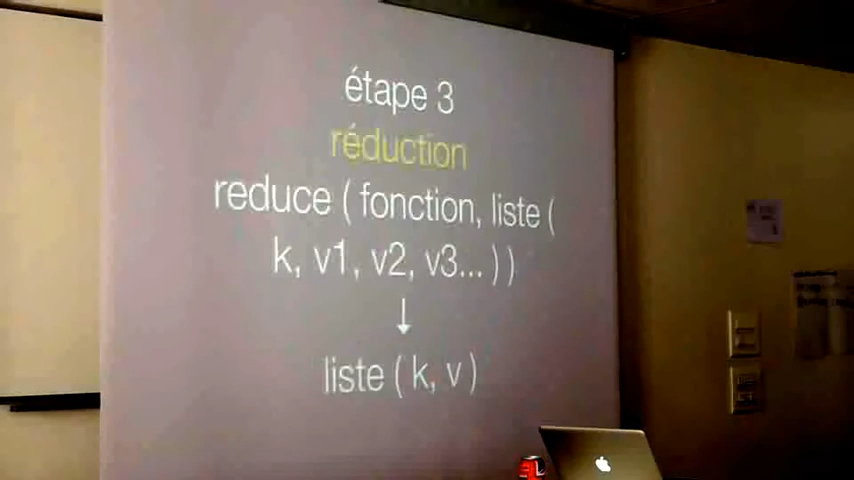 étape 3
réduction
reduce ( fonction, liste (
k, v1, v2, v3... ) )
↓
liste ( k, v )